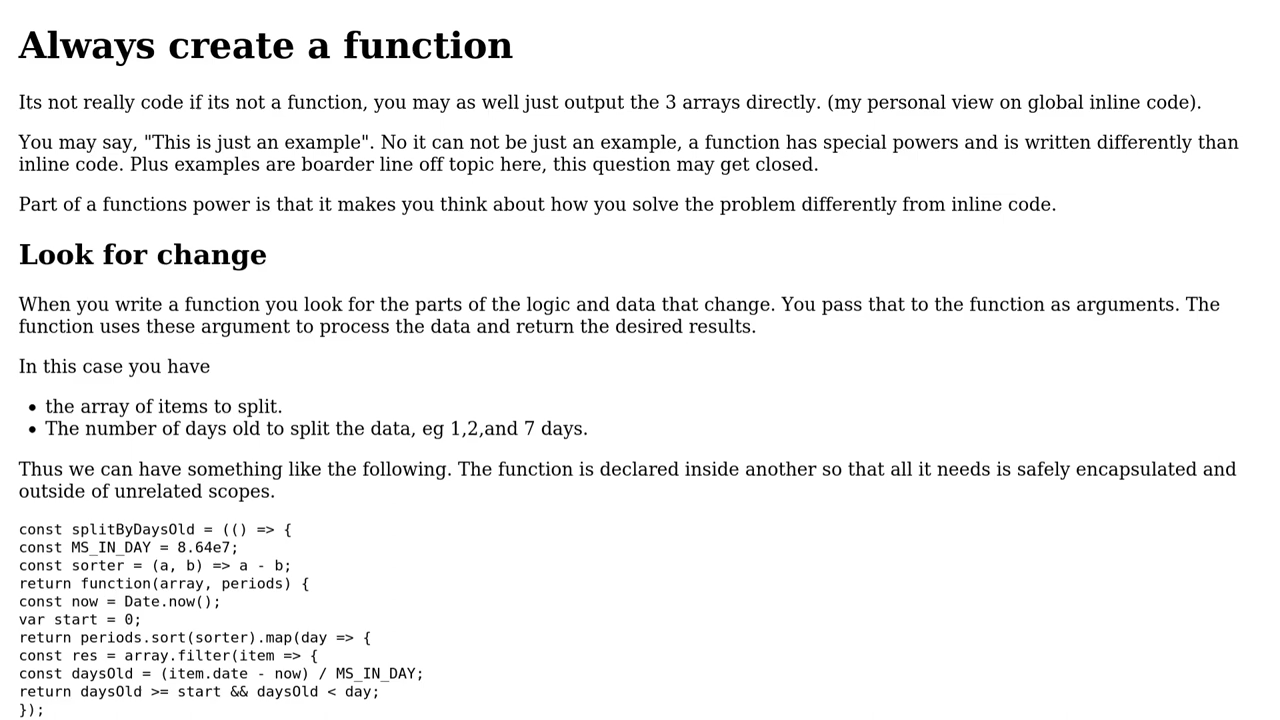 Always create a function
Its not really code if its not a function, you may as well just output the 3 arrays directly. (my personal view on global inline code).
You may say, "This is just an example". No it can not be just an example, a function has special powers and is written differently than
inline code. Plus examples are boarder line off topic here, this question may get closed.
Part of a functions power is that it makes you think about how you solve the problem differently from inline code.
Look for change
When you write a function you look for the parts of the logic and data that change. You pass that to the function as arguments. The
function uses these argument to process the data and return the desired results.
In this case you have
• the array of items to split.
• The number of days old to split the data, eg 1,2,and 7 days.
Thus we can have something like the following. The function is declared inside another so that all it needs is safely encapsulated and
outside of unrelated scopes.
const splitByDaysOld = (() => {
const MS_IN_DAY = 8.64e7;
const sorter = (a, b) => a - b;
return function(array, periods) {
const now = Date.now();
var start = 0;
return periods.sort(sorter).map(day => {
const res = array.filter(item => {
const daysOld = (item.date - now) / MS_IN_DAY;
return daysOld >= start && daysOld < day;
});